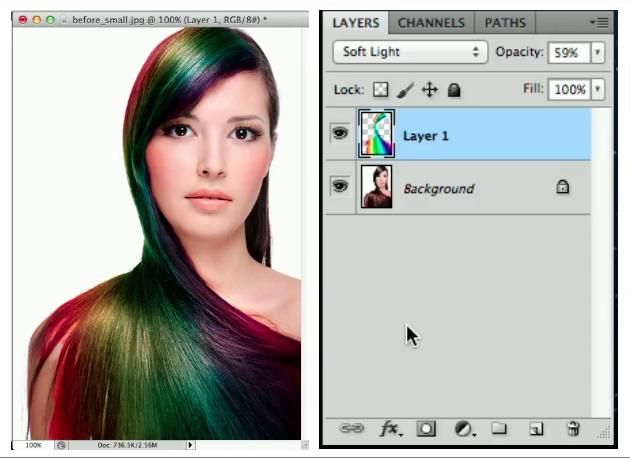 before_small.jpg @ 100% (Layer 1, RGB/8#) *
100%
Doc: 736.5K/2.56M
LAYERS CHANNELS PATHS
Soft Light Opacity: 59%
Lock: Fill: 100%
Layer 1
Background
fx